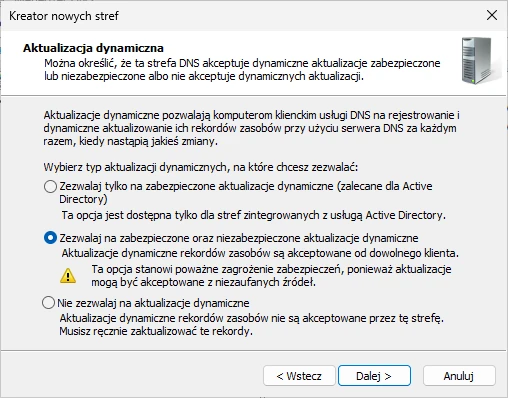 Kreator nowych stref
Aktualizacja dynamiczna
Można określić, że ta strefa DNS akceptuje dynamiczne aktualizacje zabezpieczone
lub niezabezpieczone albo nie akceptuje dynamicznych aktualizacji.
Aktualizacje dynamiczne pozwalają komputerom klienckim usługi DNS na rejestrowanie i
dynamiczne aktualizowanie ich rekordów zasobów przy użyciu serwera DNS za każdym
razem, kiedy nastąpią jakieś zmiany.
Wybierz typ aktualizacji dynamicznych, na które chcesz zezwalać:
Zezwalaj tylko na zabezpieczone aktualizacje dynamiczne (zalecane dla Active
Directory)
Ta opcja jest dostępna tylko dla stref zintegrowanych z usługą Active Directory.
Zezwalaj na zabezpieczone oraz niezabezpieczone aktualizacje dynamiczne
Aktualizacje dynamiczne rekordów zasobów są akceptowane od dowolnego klienta.
Ta opcja stanowi poważne zagrożenie zabezpieczeń, ponieważ aktualizacje
mogą być akceptowane z niezaufanych źródeł.
Nie zezwalaj na aktualizacje dynamiczne
Aktualizacje dynamiczne rekordów zasobów nie są akceptowane przez tę strefę.
Musisz ręcznie zaktualizować te rekordy.
< Wstecz
Dalej >
Anuluj